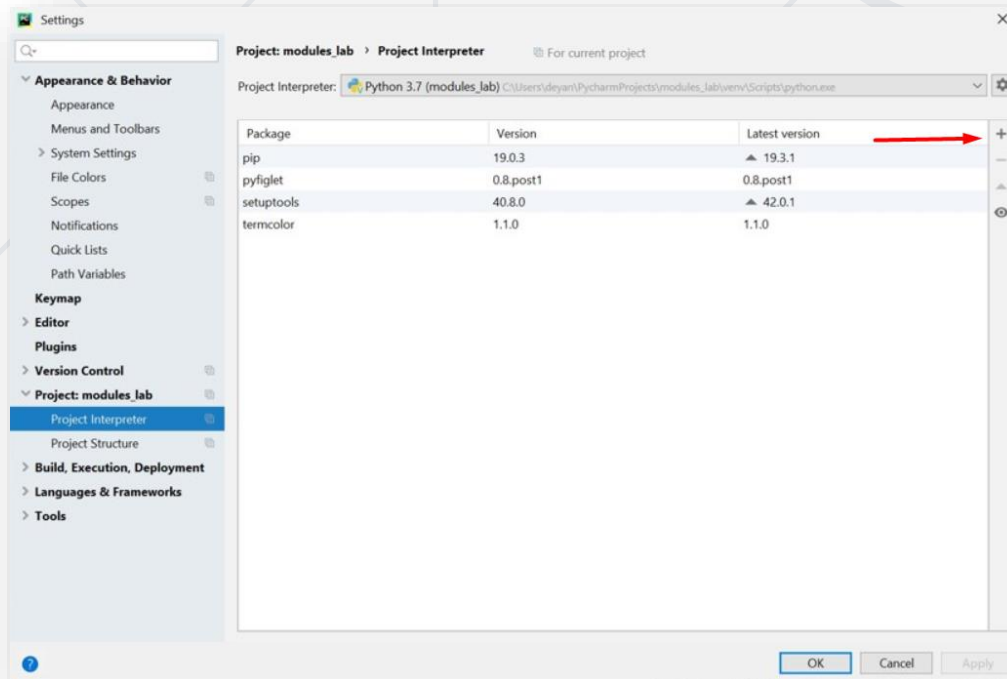 Settings
Project: modules_lab › Project Interpreter For current project
Project Interpreter: Python 3.7 (modules_lab) C:\Users\deyan\PycharmProjects\modules_lab\venv\Scripts\python.exe
Appearance & Behavior
Appearance
Menus and Toolbars
System Settings
File Colors
Scopes
Notifications
Quick Lists
Path Variables
Keymap
Editor
Plugins
Version Control
Project: modules_lab
Project Interpreter
Project Structure
Build, Execution, Deployment
Languages & Frameworks
Tools
Package Version Latest version
pip 19.0.3 19.3.1
pyfiglet 0.8.post1 0.8.post1
setuptools 40.8.0 42.0.1
termcolor 1.1.0 1.1.0
? OK Cancel Apply